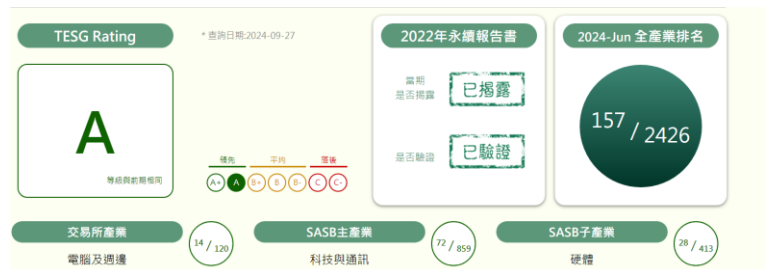 TESG Rating
* 查詢日期:2024-09-27
2022年永續報告書
2024-Jun 全產業排名
當期
是否揭露
已揭露
A
等級與前期相同
領先 平均 落後
A+ A B+ B B- C C-
是否驗證
已驗證
157 / 2426
交易所產業
14 / 120
SASB主產業
72 / 859
SASB子產業
28 / 413
電腦及週邊
科技與通訊
硬體